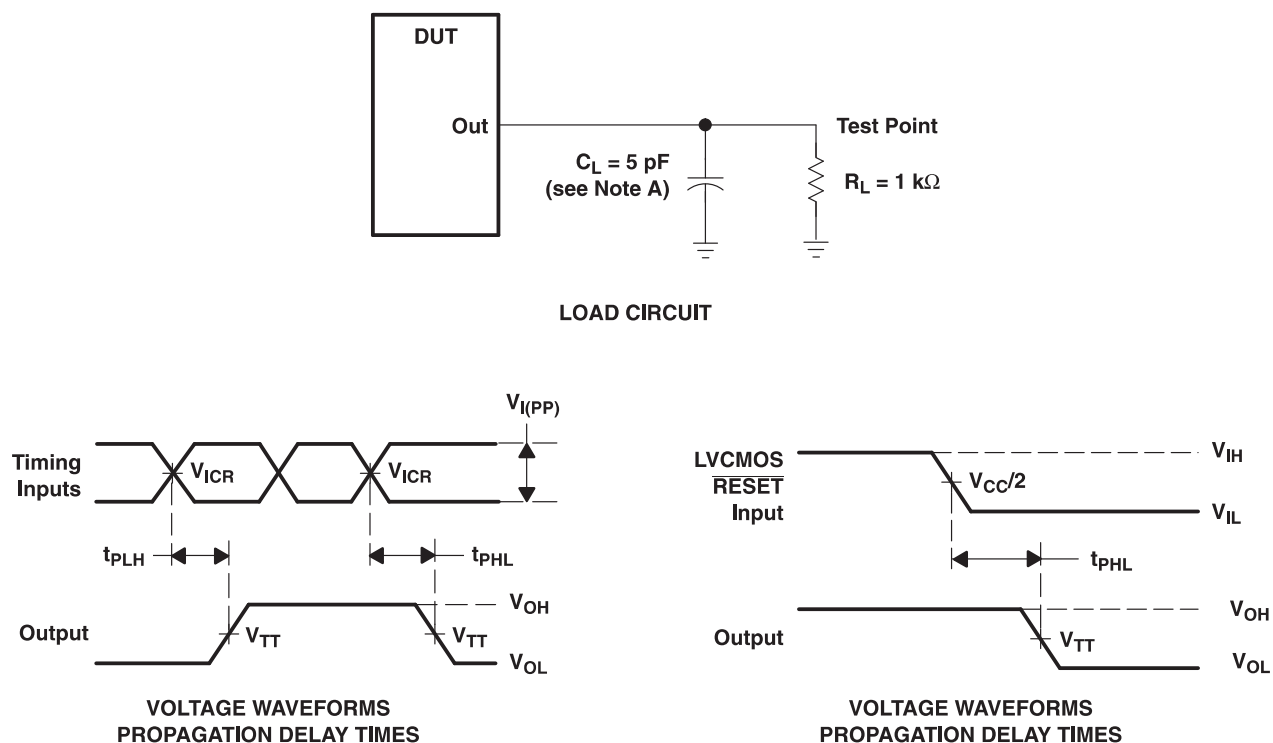 DUT
Out
Test Point
C_L = 5 pF
(see Note A)
R_L = 1 kΩ
LOAD CIRCUIT
V_I(PP)
Timing
Inputs
V_ICR
V_ICR
t_PLH
t_PHL
Output
V_TT
V_TT
V_OH
V_OL
VOLTAGE WAVEFORMS
PROPAGATION DELAY TIMES
LVCMOS
RESET
Input
V_IH
V_CC/2
V_IL
t_PHL
Output
V_OH
V_TT
V_OL
VOLTAGE WAVEFORMS
PROPAGATION DELAY TIMES